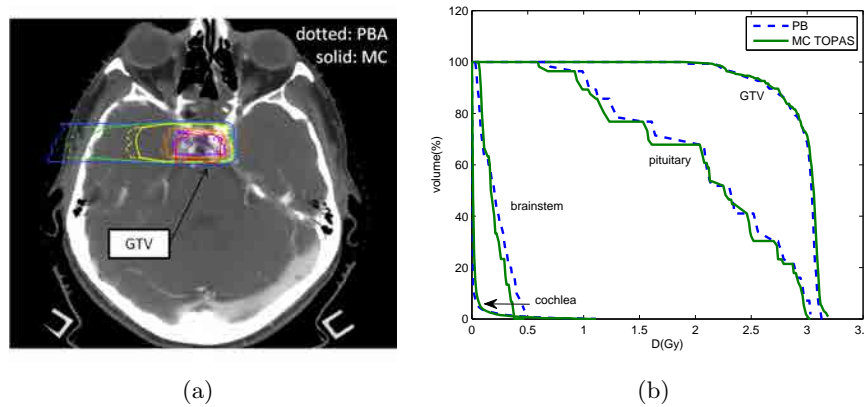 dotted: PBA
solid: MC
GTV
(a)
120
100
80
60
40
20
0
volume(%)
0
0.5
1
1.5
2
2.5
3
3.
D(Gy)
PB
MC TOPAS
GTV
pituitary
brainstem
cochlea
(b)